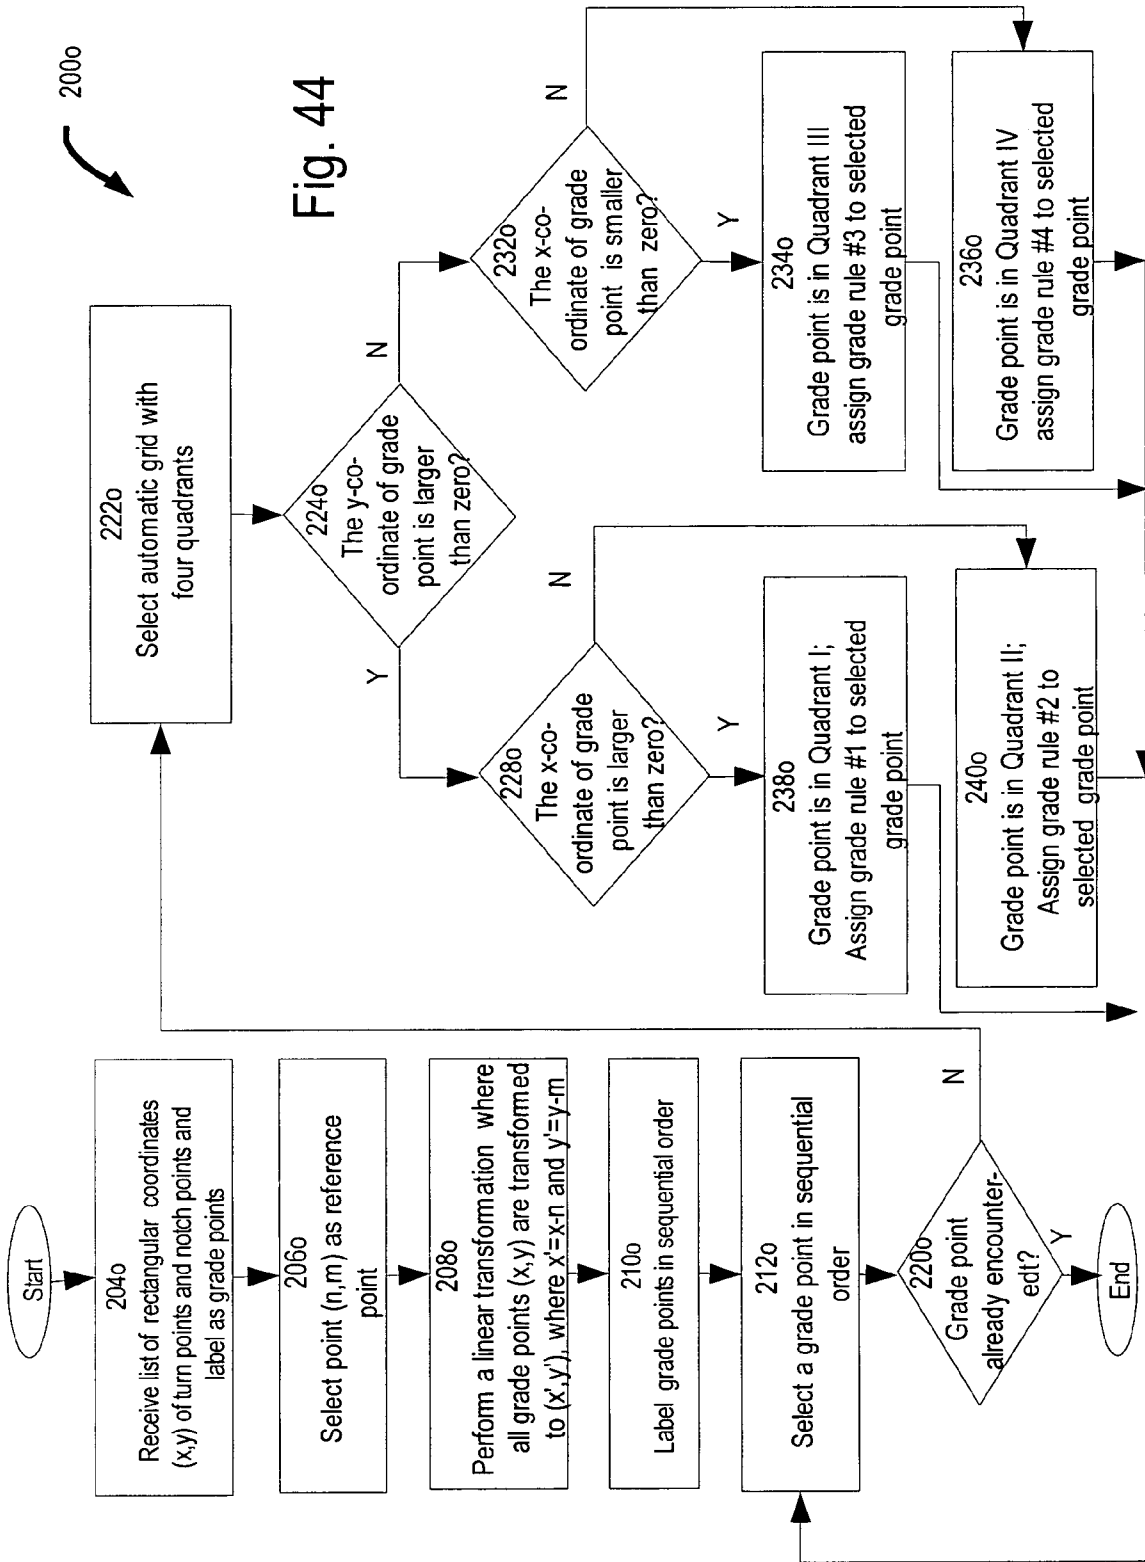 200o
Fig. 44
Start
204o
Receive list of rectangular coordinates
(x,y) of turn points and notch points and
label as grade points
206o
Select point (n,m) as reference
point
208o
Perform a linear transformation where
all grade points (x,y) are transformed
to (x',y'), where x'=x-n and y'=y-m
210o
Label grade points in sequential order
212o
Select a grade point in sequential
order
220o
Grade point
already encounter-
edt?
N
Y
End
222o
Select automatic grid with
four quadrants
224o
The y-co-
ordinate of grade
point is larger
than zero?
Y
N
228o
The x-co-
ordinate of grade
point is larger
than zero?
N
Y
238o
Grade point is in Quadrant I;
Assign grade rule #1 to selected
grade point
240o
Grade point is in Quadrant II;
Assign grade rule #2 to
selected grade point
232o
The x-co-
ordinate of grade
point is smaller
than zero?
N
Y
234o
Grade point is in Quadrant III
assign grade rule #3 to selected
grade point
236o
Grade point is in Quadrant IV
assign grade rule #4 to selected
grade point